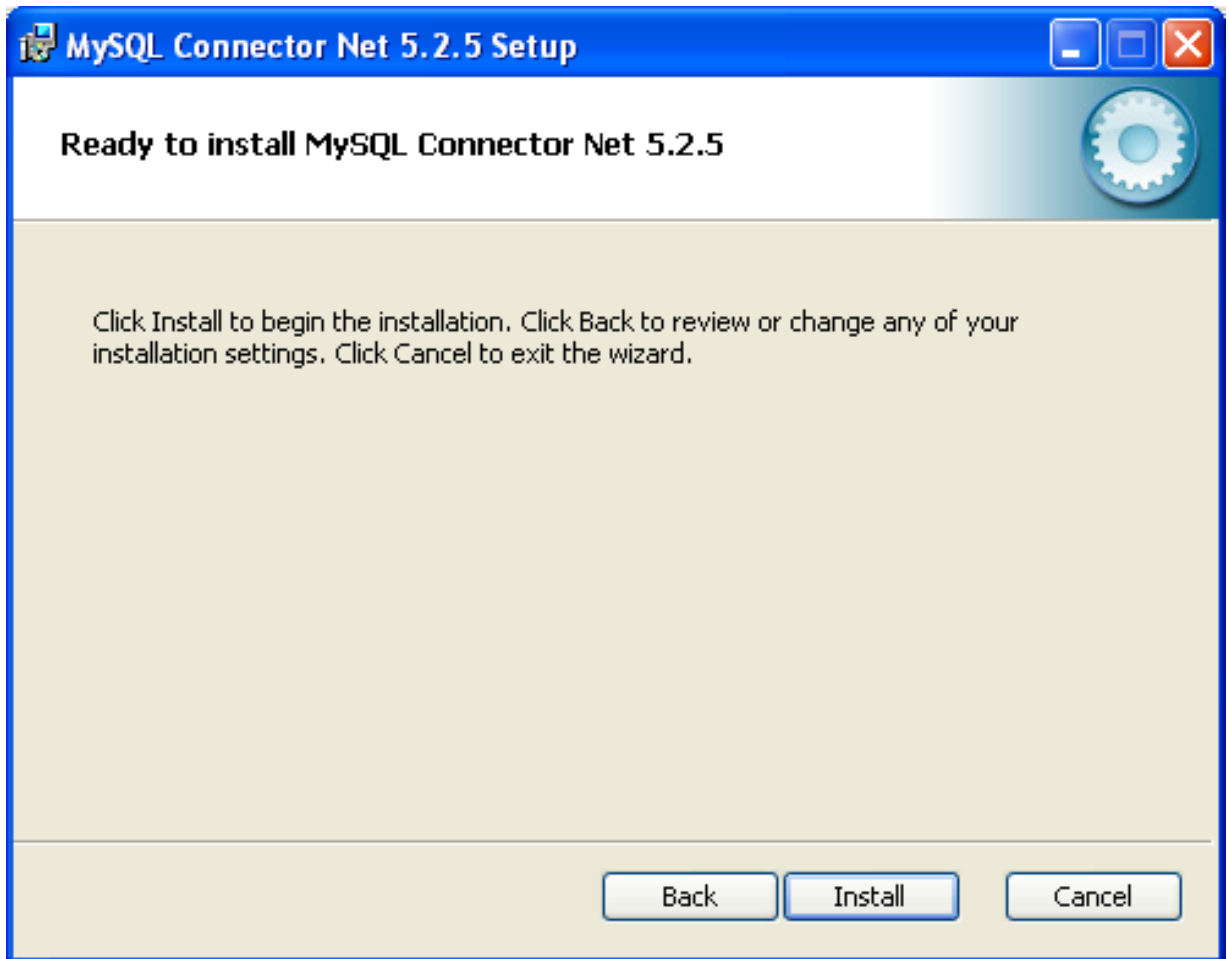 MySQL Connector Net 5.2.5 Setup
Ready to install MySQL Connector Net 5.2.5
Click Install to begin the installation. Click Back to review or change any of your
installation settings. Click Cancel to exit the wizard.
Back Install Cancel